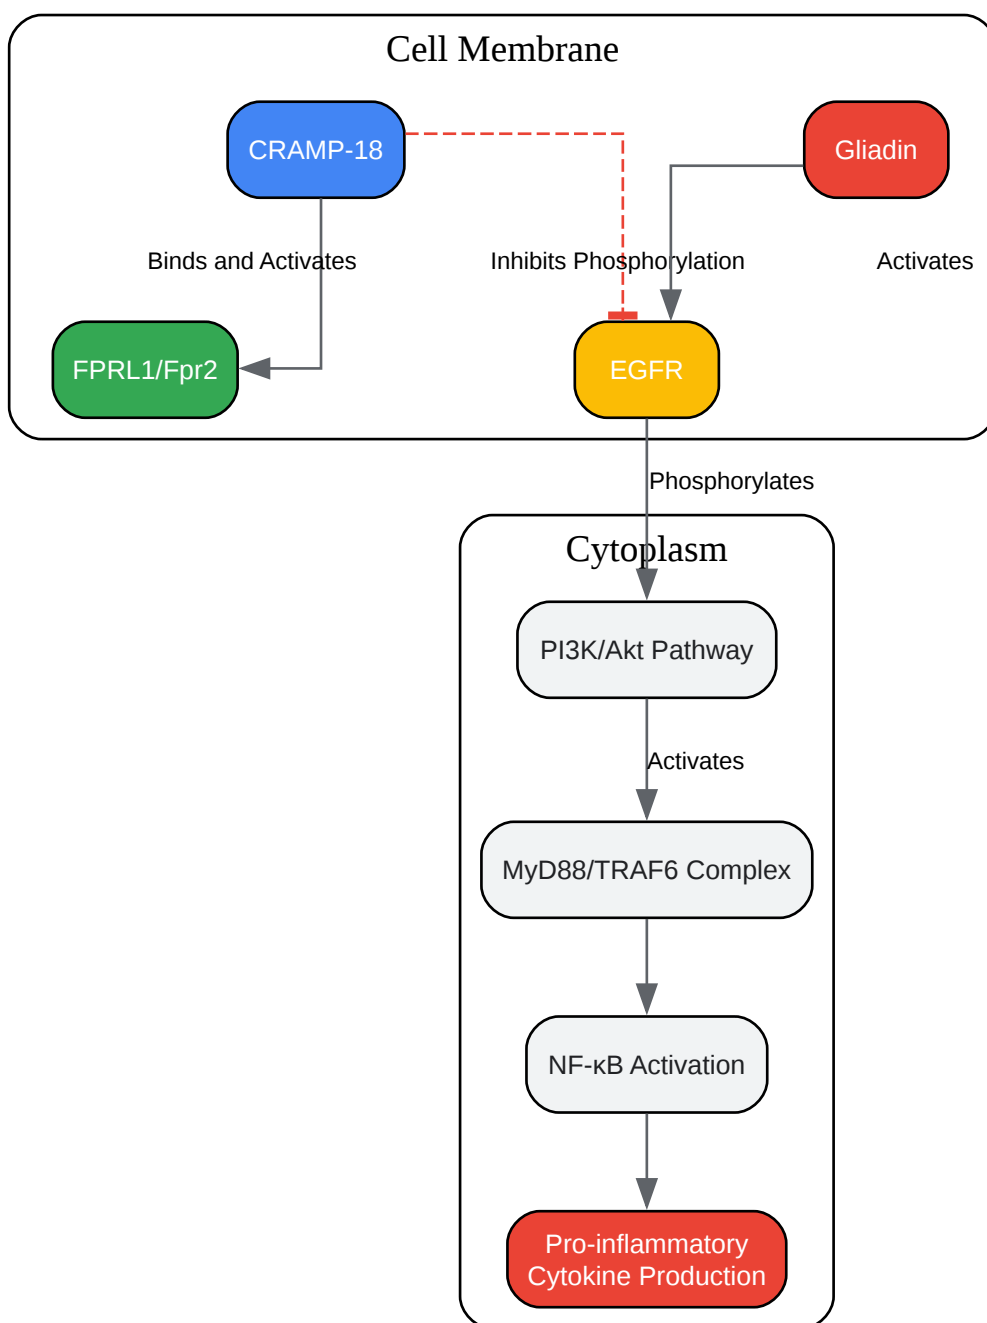 Cell Membrane
CRAMP-18
Gliadin
Binds and Activates
Inhibits Phosphorylation
Activates
FPRL1/Fpr2
EGFR
Phosphorylates
Cytoplasm
PI3K/Akt Pathway
Activates
MyD88/TRAF6 Complex
NF-κB Activation
Pro-inflammatory
Cytokine Production